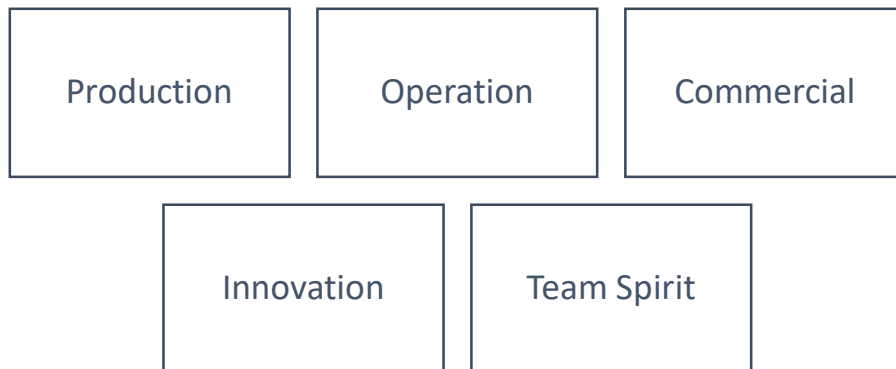 Production
Operation
Commercial
Innovation
Team Spirit